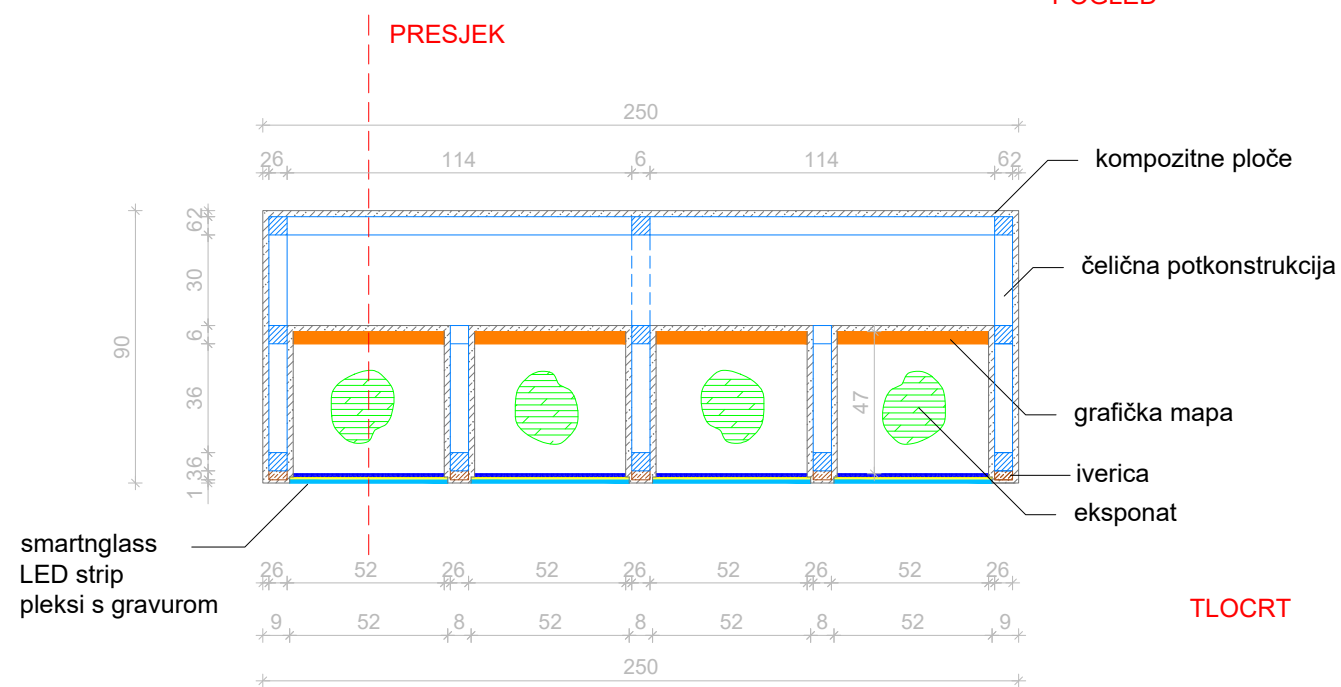 POGLED
PRESJEK
250
26 114 6 114 62
kompozitne ploče
čelična potkonstrukcija
90
62
30
6
36
36
1
47
grafička mapa
iverica
eksponat
smartnglass
LED strip
pleksi s gravurom
26 52 26 52 26 52 26 52 26
9 52 8 52 8 52 8 52 9
250
TLOCRT